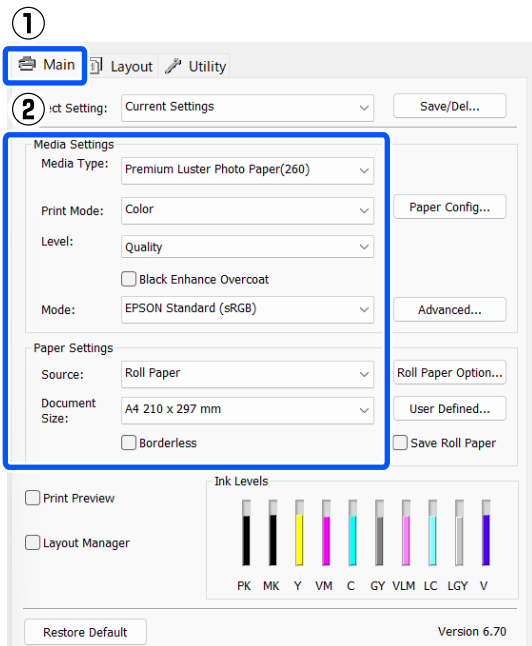 ①
Main Layout Utility
②
ect Setting: Current Settings Save/Del...
Media Settings
Media Type: Premium Luster Photo Paper(260)
Print Mode: Color Paper Config...
Level: Quality
Black Enhance Overcoat
Mode: EPSON Standard (sRGB) Advanced...
Paper Settings
Source: Roll Paper Roll Paper Option...
Document
Size: A4 210 x 297 mm User Defined...
Borderless Save Roll Paper
Ink Levels
Print Preview
Layout Manager
PK MK Y VM C GY VLM LC LGY V
Restore Defau
lt Version 6.70